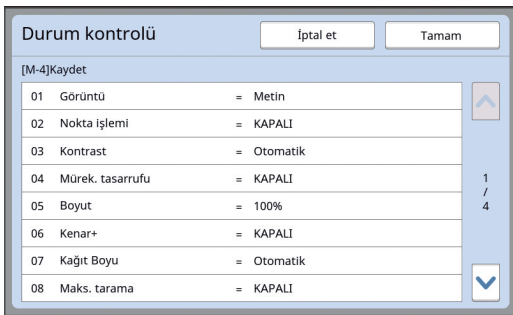 Durum kontrolü İptal et Tamam
[M-4]Kaydet
01 Görüntü = Metin
02 Nokta işlemi = KAPALI
03 Kontrast = Otomatik
04 Mürek. tasarrufu = KAPALI
05 Boyut = 100%
06 Kenar+ = KAPALI
07 Kağıt Boyu = Otomatik
08 Maks. tarama = KAPALI
1
/
4